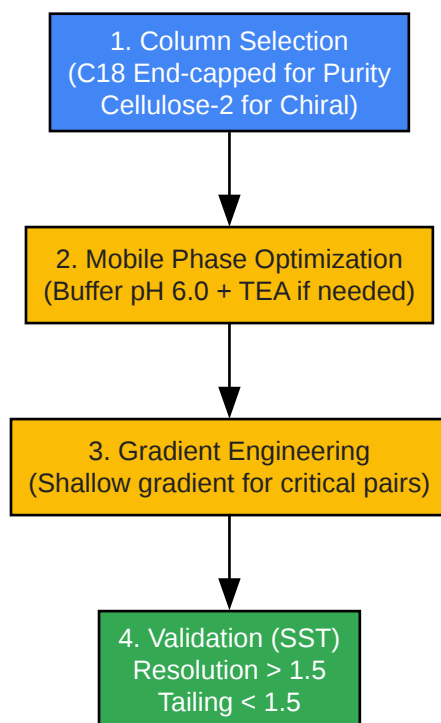 1. Column Selection
(C18 End-capped for Purity
Cellulose-2 for Chiral)
2. Mobile Phase Optimization
(Buffer pH 6.0 + TEA if needed)
3. Gradient Engineering
(Shallow gradient for critical pairs)
4. Validation (SST)
Resolution > 1.5
Tailing < 1.5